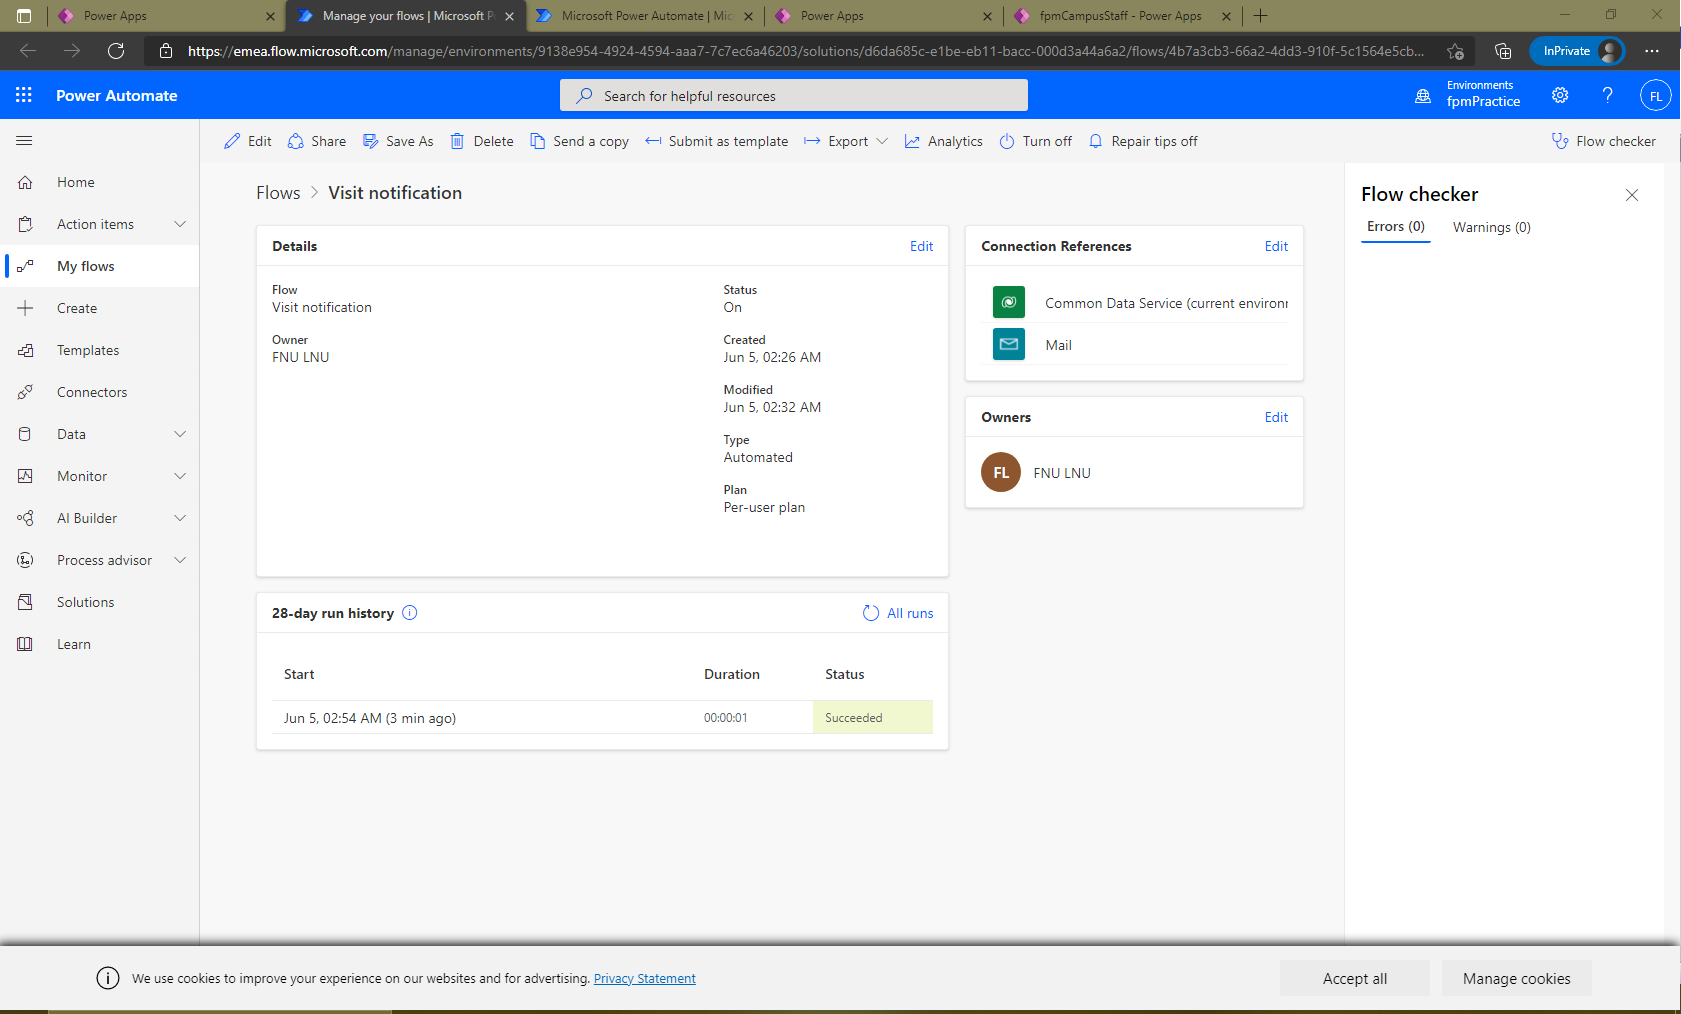 Power Apps
Manage your flows | Microsoft P
Microsoft Power Automate | Mic
Power Apps
fpmCampusStaff - Power Apps
https://emea.flow.microsoft.com/manage/environments/9138e954-4924-4594-aaa7-7c7ec6a46203/solutions/d6da685c-e1be-eb11-bacc-000d3a44a6a2/flows/4b7a3cb3-66a2-4dd3-910f-5c1564e5cb...
InPrivate
Power Automate
Search for helpful resources
Environments
fpmPractice
FL
Edit
Share
Save As
Delete
Send a copy
Submit as template
Export
Analytics
Turn off
Repair tips off
Flow checker
Home
Action items
My flows
Create
Templates
Connectors
Data
Monitor
AI Builder
Process advisor
Solutions
Learn
Flows > Visit notification
Details
Edit
Flow
Visit notification
Owner
FNU LNU
Status
On
Created
Jun 5, 02:26 AM
Modified
Jun 5, 02:32 AM
Type
Automated
Plan
Per-user plan
28-day run history
All runs
Start
Duration
Status
Jun 5, 02:54 AM (3 min ago)
00:00:01
Succeeded
Connection References
Edit
Common Data Service (current environr
Mail
Owners
Edit
FL
FNU LNU
Flow checker
Errors (0)
Warnings (0)
We use cookies to improve your experience on our websites and for advertising. Privacy Statement
Accept all
Manage cookies